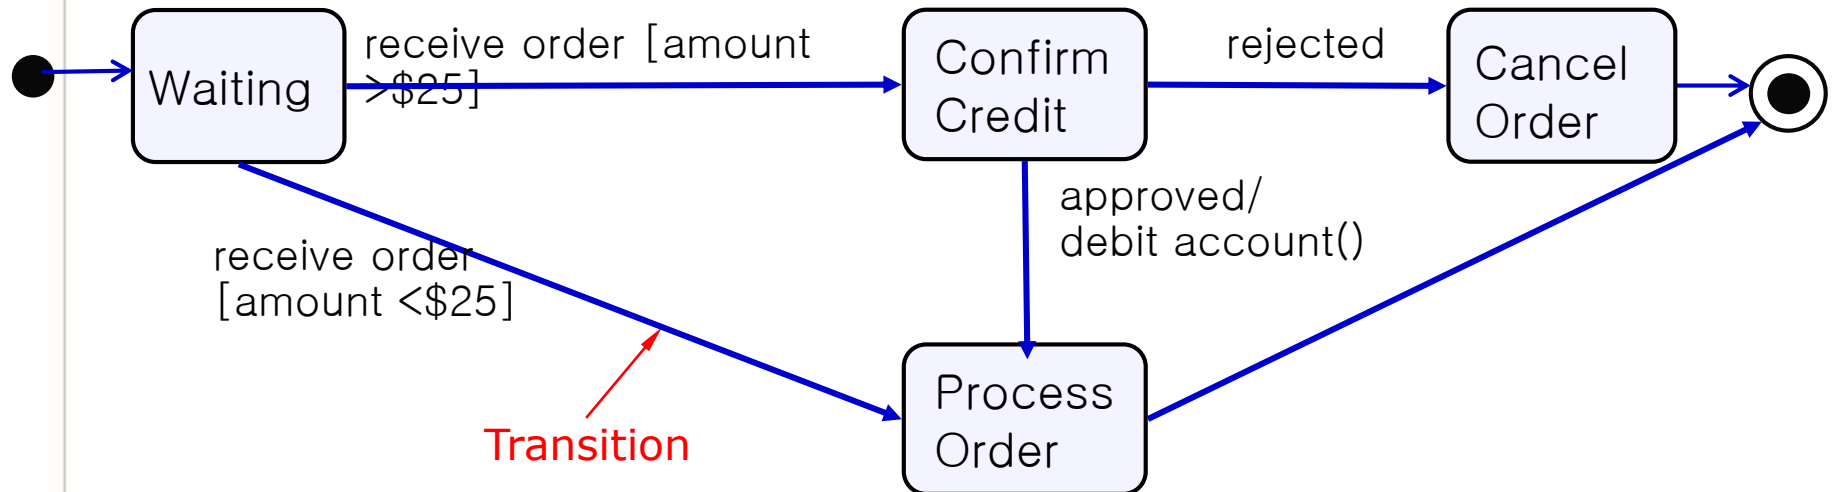 Waiting
receive order [amount
>$25]
Confirm
Credit
rejected
Cancel
Order
approved/
debit account()
receive order
[amount <$25]
Transition
Process
Order